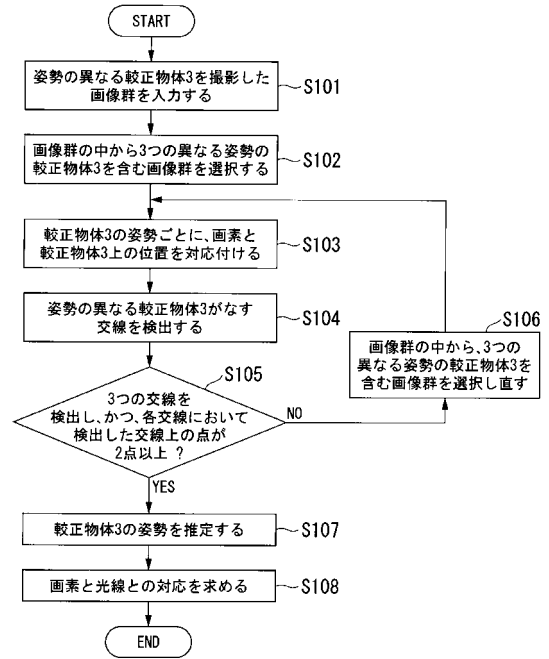 START
姿勢の異なる較正物体3を撮影した
画像群を入力する
S101
画像群の中から3つの異なる姿勢の
較正物体3を含む画像群を選択する
S102
較正物体3の姿勢ごとに、画素と
較正物体3上の位置を対応付ける
S103
姿勢の異なる較正物体3がなす
交線を検出する
S104
S105
3つの交線を
検出し、かつ、各交線において
検出した交線上の点が
2点以上 ?
NO
YES
S106
画像群の中から、3つの
異なる姿勢の較正物体3を
含む画像群を選択し直す
較正物体3の姿勢を推定する
S107
画素と光線との対応を求める
S108
END